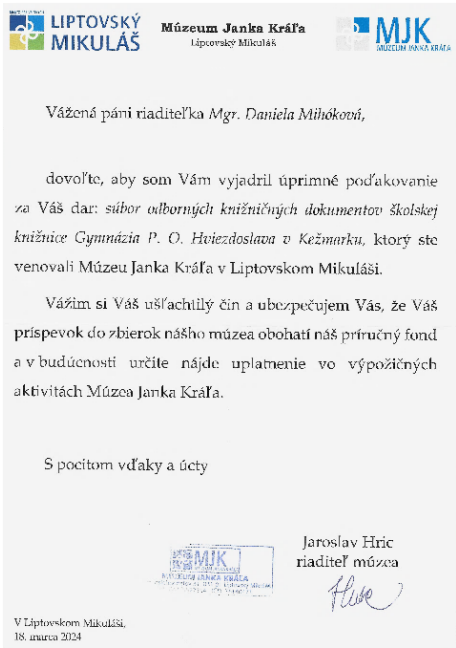 LIPTOVSKÝ
MIKULÁŠ
Múzeum Janka Kráľa
Liptovský Mikuláš
MJK
MÚZEUM JANKA KRÁĽA
Vážená páni riaditeľka Mgr. Daniela Mihóková,
dovoľte, aby som Vám vyjadril úprimné poďakovanie
za Váš dar: súbor odborných knižničných dokumentov školskej
knižnice Gymnázia P. O. Hviezdoslava v Kežmarku, ktorý ste
venovali Múzeu Janka Kráľa v Liptovskom Mikuláši.
Vážim si Váš ušľachtilý čin a ubezpečujem Vás, že Váš
príspevok do zbierok nášho múzea obohatí náš príručný fond
a v budúcnosti určite nájde uplatnenie vo výpožičných
aktivitách Múzea Janka Kráľa.
S pocitom vďaky a úcty
MJK
MÚZEUM JANKA KRÁĽA
Jaroslav Hric
riaditeľ múzea
V Liptovskom Mikuláši,
18. marca 2024